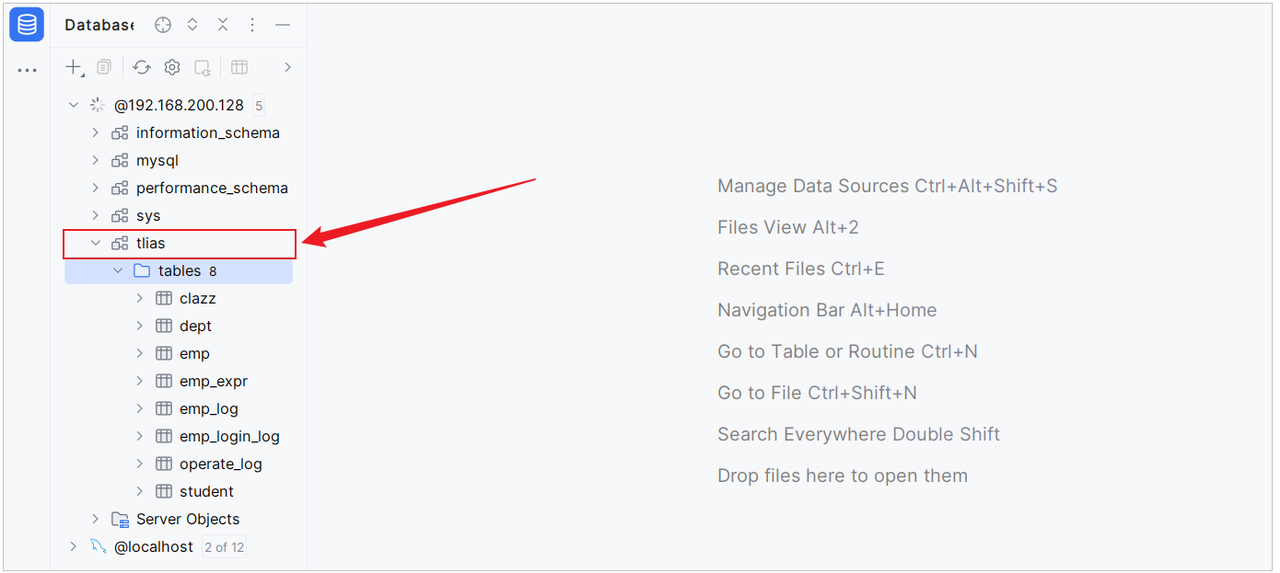 Database
@192.168.200.128 5
information_schema
mysql
performance_schema
sys
tlias
tables 8
clazz
dept
emp
emp_expr
emp_log
emp_login_log
operate_log
student
Server Objects
@localhost 2 of 12
Manage Data Sources Ctrl+Alt+Shift+S
Files View Alt+2
Recent Files Ctrl+E
Navigation Bar Alt+Home
Go to Table or Routine Ctrl+N
Go to File Ctrl+Shift+N
Search Everywhere Double Shift
Drop files here to open them